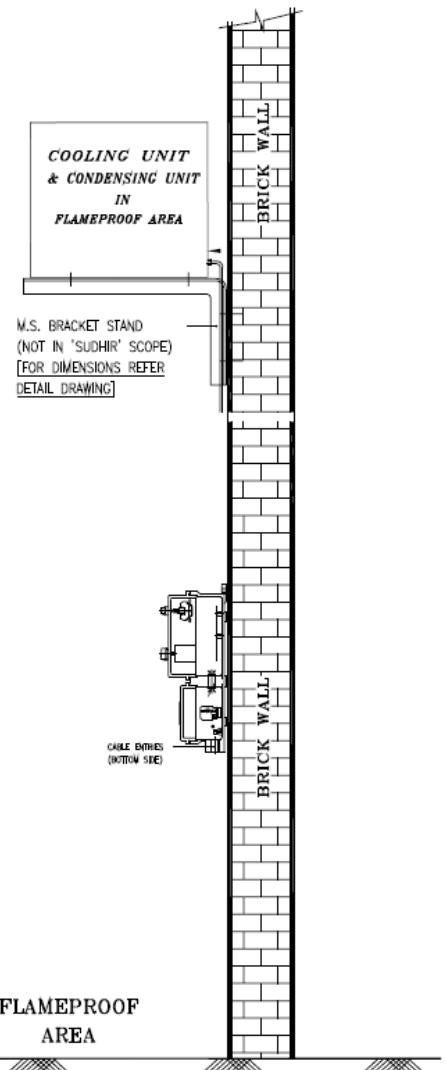 BRICK WALL
COOLING UNIT
& CONDENSING UNIT
IN
FLAMEPROOF AREA
M.S. BRACKET STAND
(NOT IN 'SUDHIR' SCOPE)
[FOR DIMENSIONS REFER
DETAIL DRAWING]
BRICK WALL
CABLE ENTRIES
(BOTTOM SIDE)
FLAMEPROOF
AREA